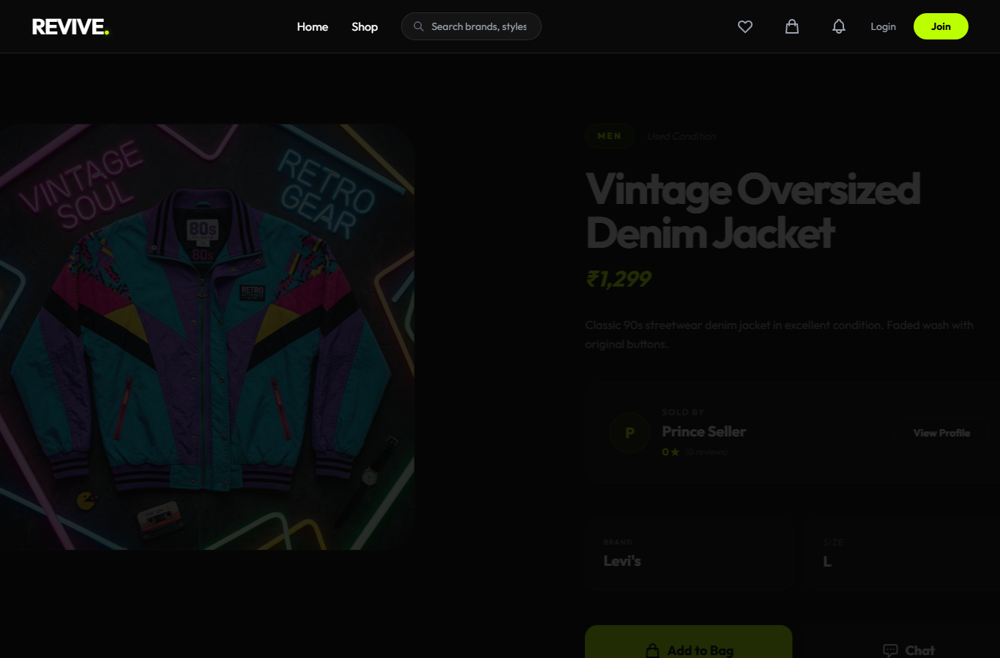 REVIVE.
Home
Shop
Search brands, styles
Login
Join
VINTAGE
SOUL
RETRO
GEAR
80s
80s
RETRO
MEN
Used Condition
Vintage Oversized
Denim Jacket
₹1,299
Classic 90s streetwear denim jacket in excellent condition. Faded wash with
original buttons.
P
SOLD BY
Prince Seller
0★ (0 reviews)
View Profile
BRAND
Levi's
SIZE
L
Add to Bag
Chat